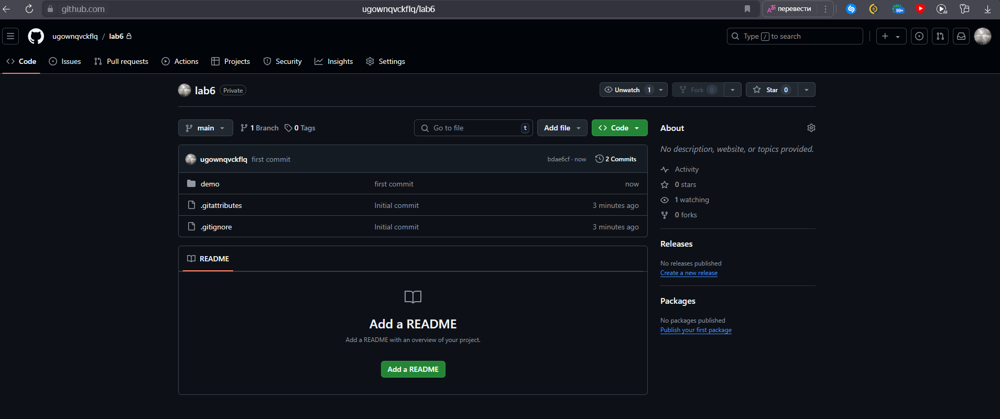 github.com
ugownqvckflq/lab6
перевести
99+
ugownqvckflq / lab6
Type / to search
Code
Issues
Pull requests
Actions
Projects
Security
Insights
Settings
lab6 Private
Unwatch 1
Fork 0
Star 0
main
1 Branch
0 Tags
Go to file t
Add file
Code
ugownqvckflq first commit bdae6cf · now 2 Commits
demo first commit now
.gitattributes Initial commit 3 minutes ago
.gitignore Initial commit 3 minutes ago
README
Add a README
Add a README with an overview of your project.
Add a README
About
No description, website, or topics provided.
Activity
0 stars
1 watching
0 forks
Releases
No releases published
Create a new release
Packages
No packages published
Publish your first package